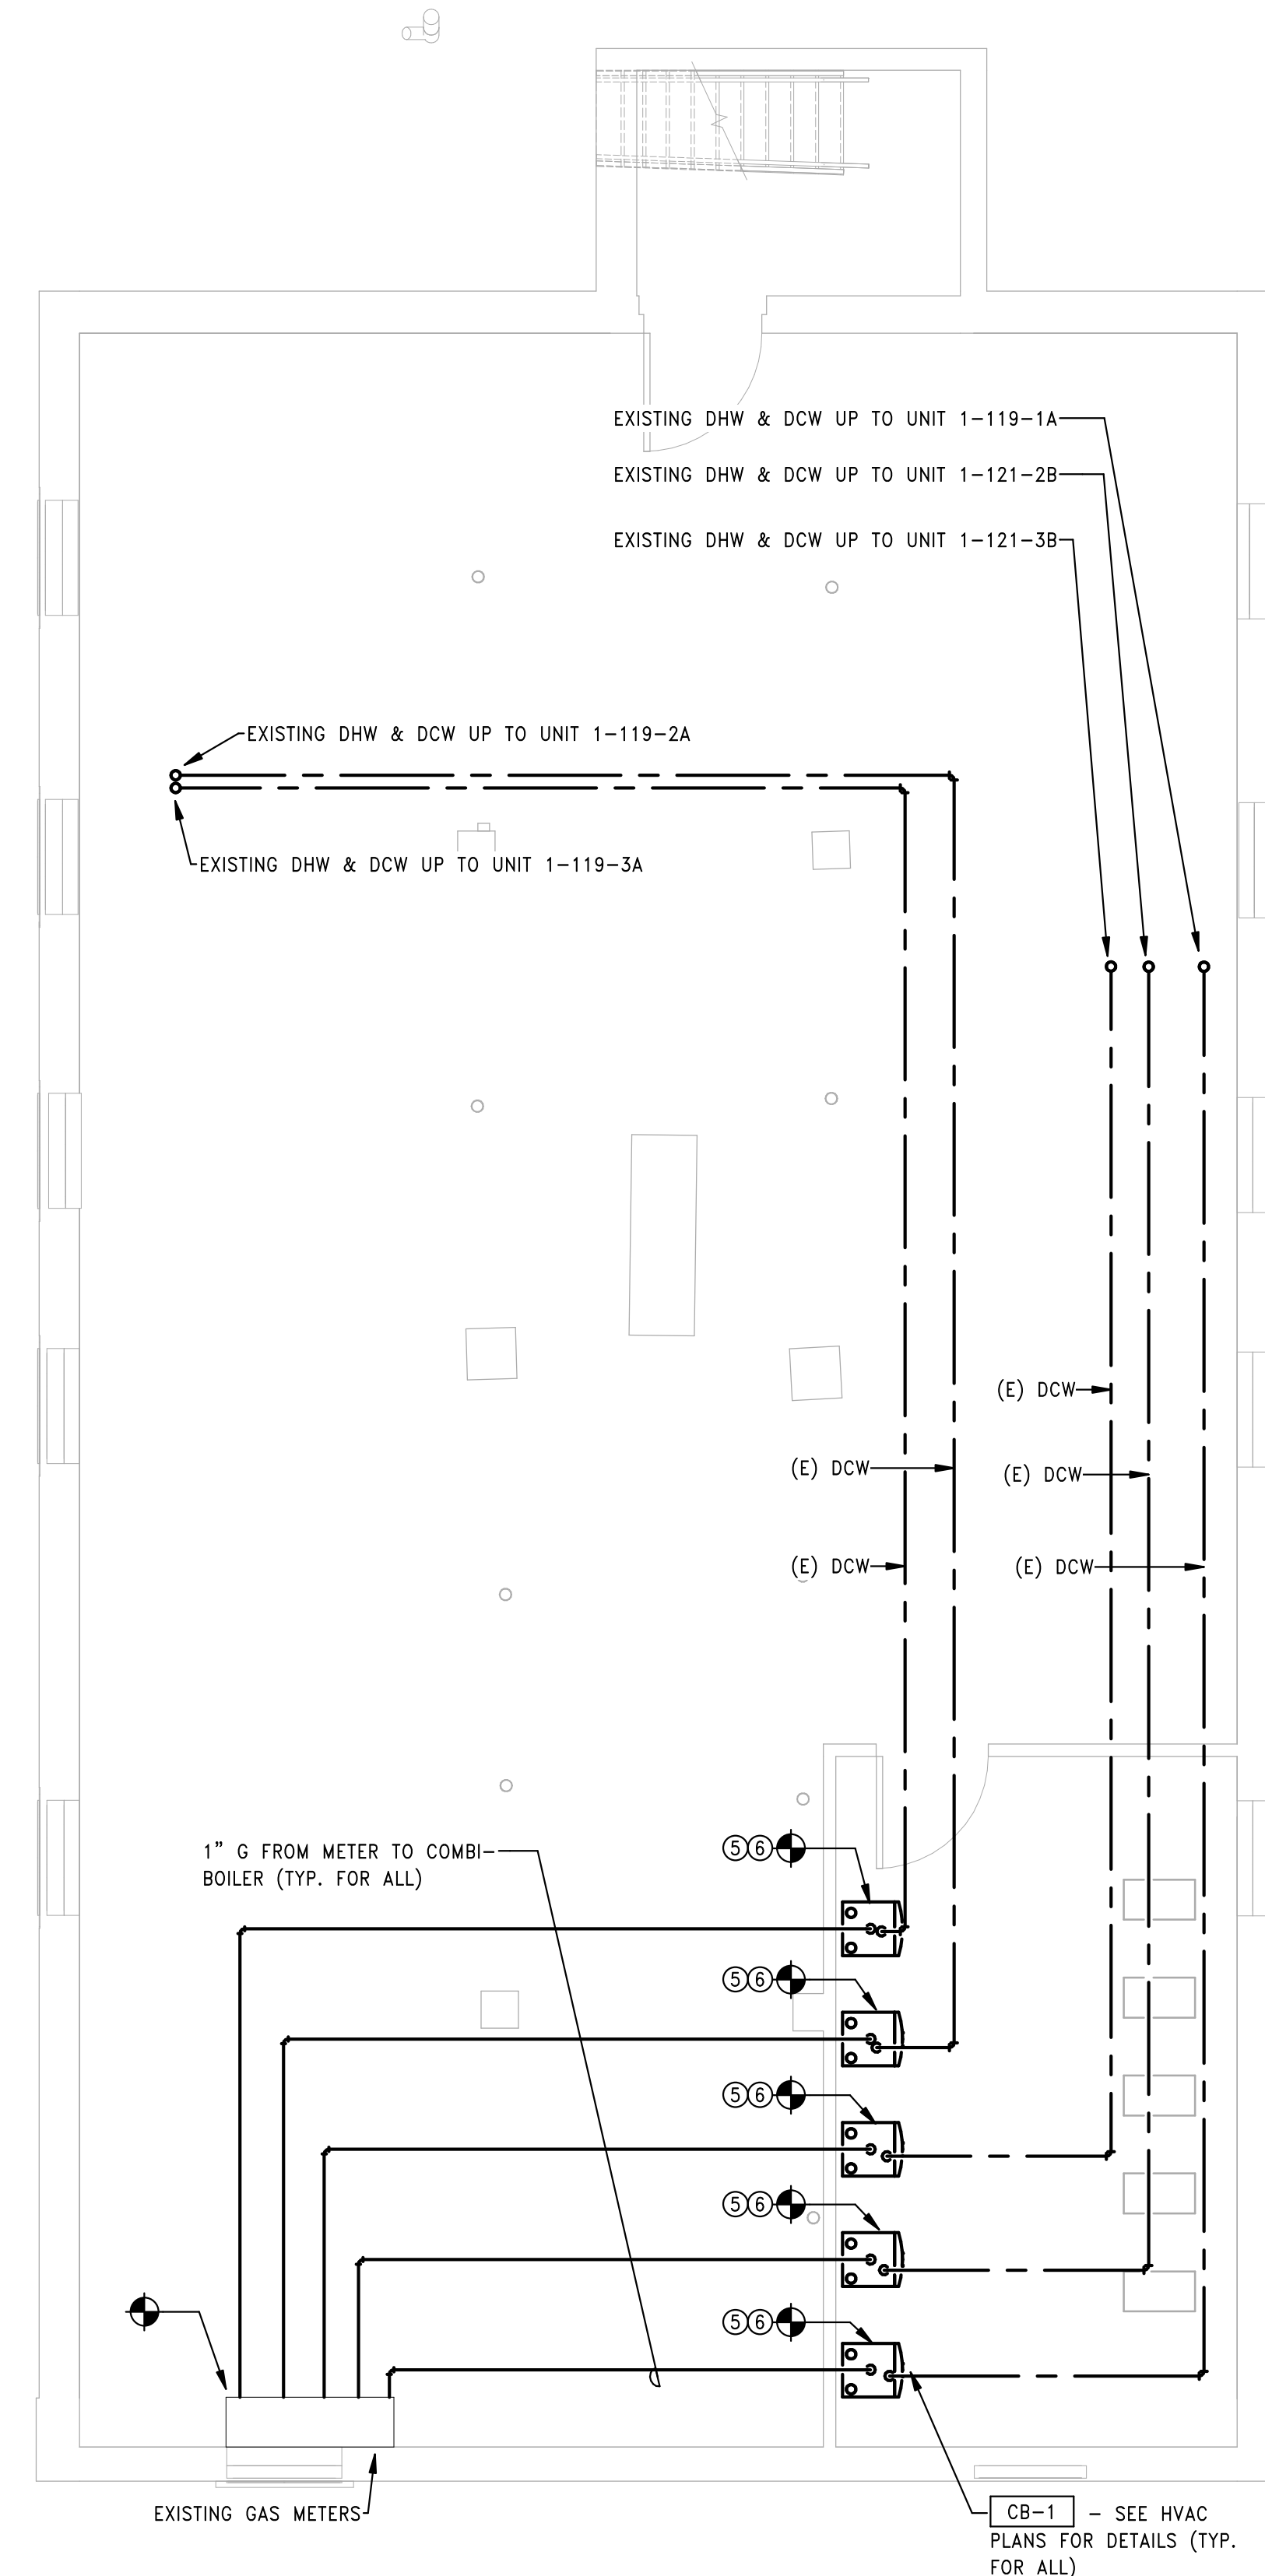 EXISTING DHW & DCW UP TO UNIT 1-119-1A
EXISTING DHW & DCW UP TO UNIT 1-121-2B
EXISTING DHW & DCW UP TO UNIT 1-121-3B
EXISTING DHW & DCW UP TO UNIT 1-119-2A
EXISTING DHW & DCW UP TO UNIT 1-119-3A
(E) DCW
(E) DCW
(E) DCW
(E) DCW
(E) DCW
1" G FROM METER TO COMBI-
BOILER (TYP. FOR ALL)
5 6
5 6
5 6
5 6
5 6
EXISTING GAS METERS
CB-1 - SEE HVAC
PLANS FOR DETAILS (TYP.
FOR ALL)